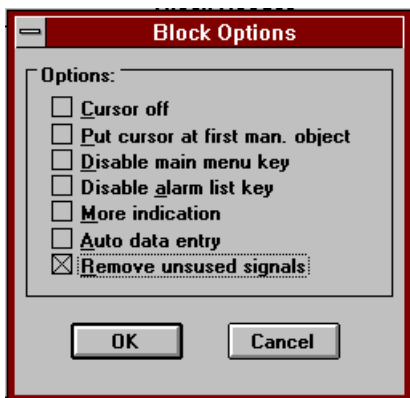 Block Options
Options:
Cursor off
Put cursor at first man. object
Disable main menu key
Disable alarm list key
More indication
Auto data entry
Remove unsused signals
OK
Cancel